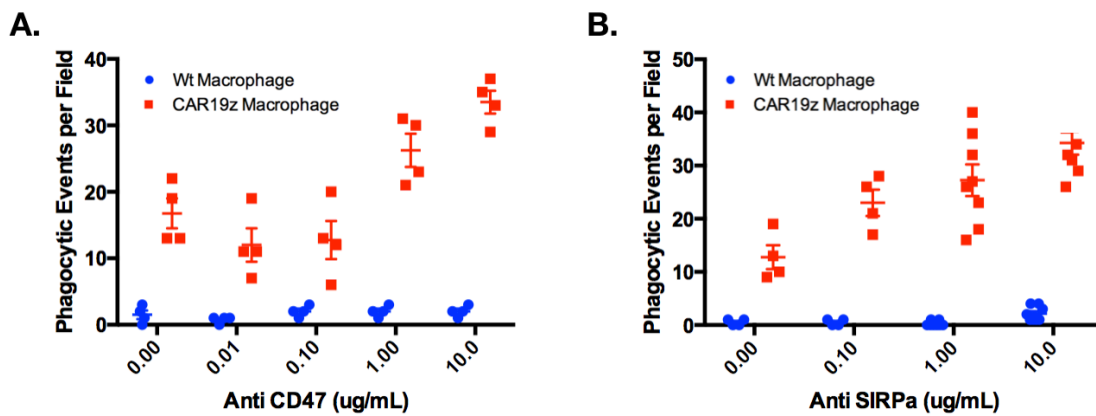 A.
Phagocytic Events per Field
40
30
20
10
0
Wt Macrophage
CAR19z Macrophage
0.00
0.01
0.10
1.00
10.0
Anti CD47 (ug/mL)
B.
Phagocytic Events per Field
50
40
30
20
10
0
Wt Macrophage
CAR19z Macrophage
0.00
0.10
1.00
10.0
Anti SIRPa (ug/mL)